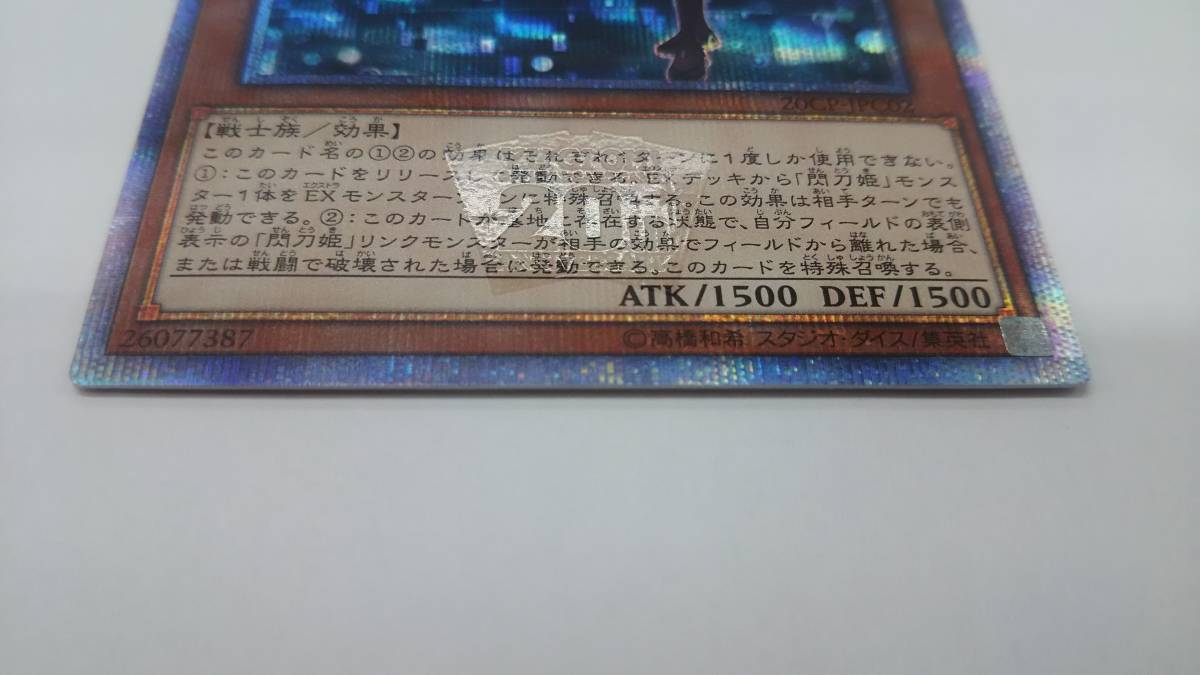 20CP-JPC02
【戦士族／効果】
このカード名の①②の効果はそれぞれ1ターンに1度しか使用できない。
①：このカードをリリースして発動できる。EXデッキから「閃刀姫」モンス
ター1体をEXモンスターゾーンに特殊召喚する。この効果は相手ターンでも
発動できる。②：このカードが墓地に存在する状態で、自分フィールドの表側
表示の「閃刀姫」リンクモンスターが相手の効果でフィールドから離れた場合、
または戦闘で破壊された場合に発動できる。このカードを特殊召喚する。
ATK/1500 DEF/1500
26077387
©高橋和希 スタジオ・ダイス/集英社